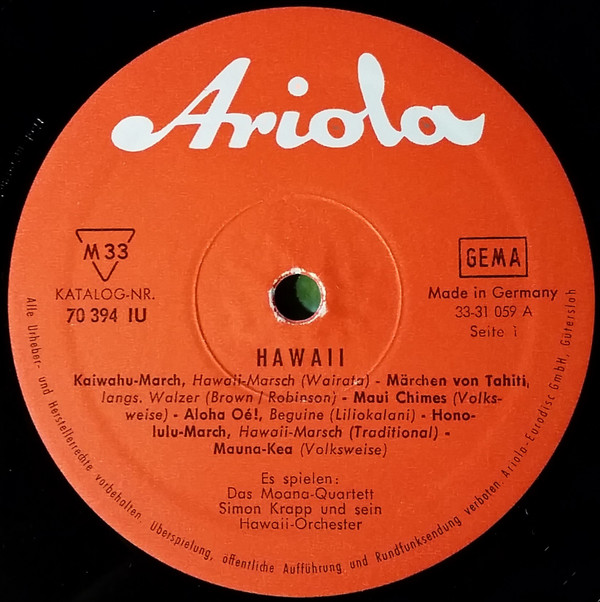 Ariola
M 33
KATALOG-NR.
70 394 IU
GEMA
Made in Germany
33-31 059 A
Seite 1
HAWAII
Kaiwahu-March, Hawaii-Marsch (Wairata) - Märchen von Tahiti,
langs. Walzer (Brown / Robinson) - Maui Chimes (Volks-
weise) - Aloha Oé!, Beguine (Liliokalani) - Hono-
lulu-March, Hawaii-Marsch (Traditional) -
Mauna-Kea (Volksweise)
Es spielen:
Das Moana-Quartett
Simon Krapp und sein
Hawaii-Orchester
Alle Urheber- und Herstellerrechte vorbehalten. Überspielung, öffentliche Aufführung und Rundfunksendung verboten. Ariola-Eurodisc GmbH, Gütersloh